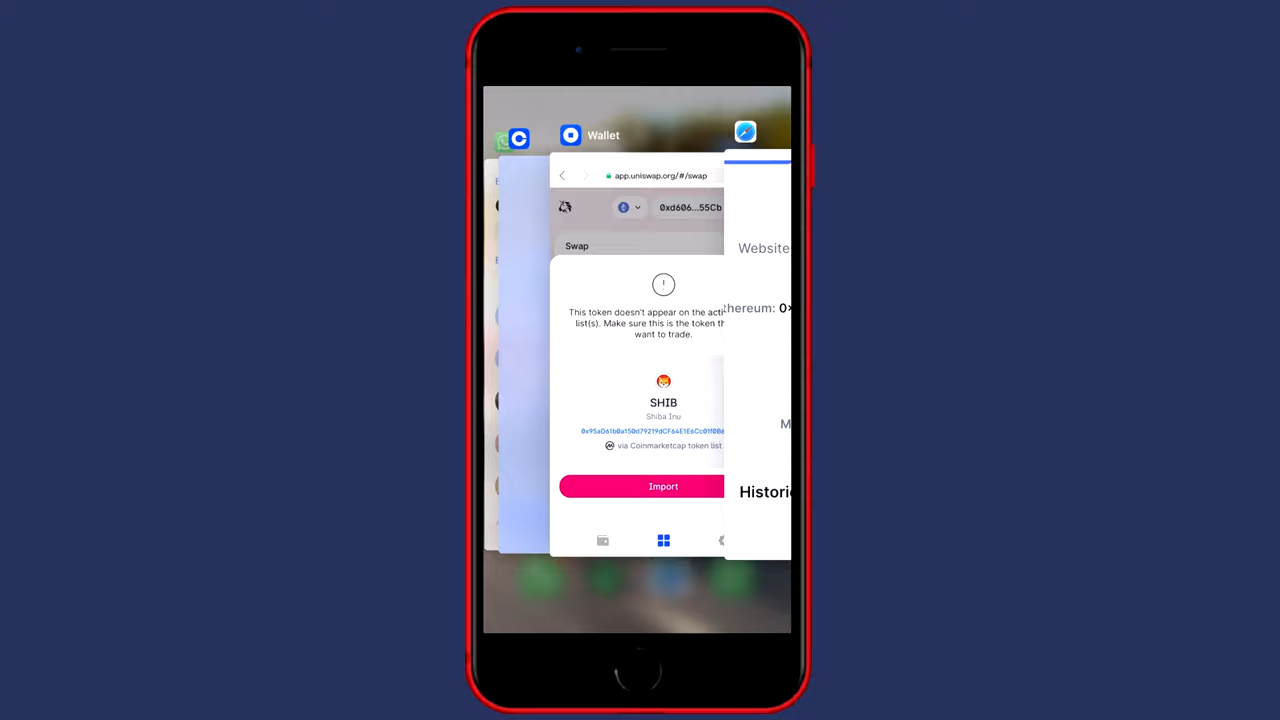 Wallet
app.uniswap.org/#/swap
0xd606...55Cb
Swap
This token doesn't appear on the acti
list(s). Make sure this is the token th
want to trade.
SHIB
Shiba Inu
via Coinmarketcap token list
Import
Website
hereum: 0x
M
Histori